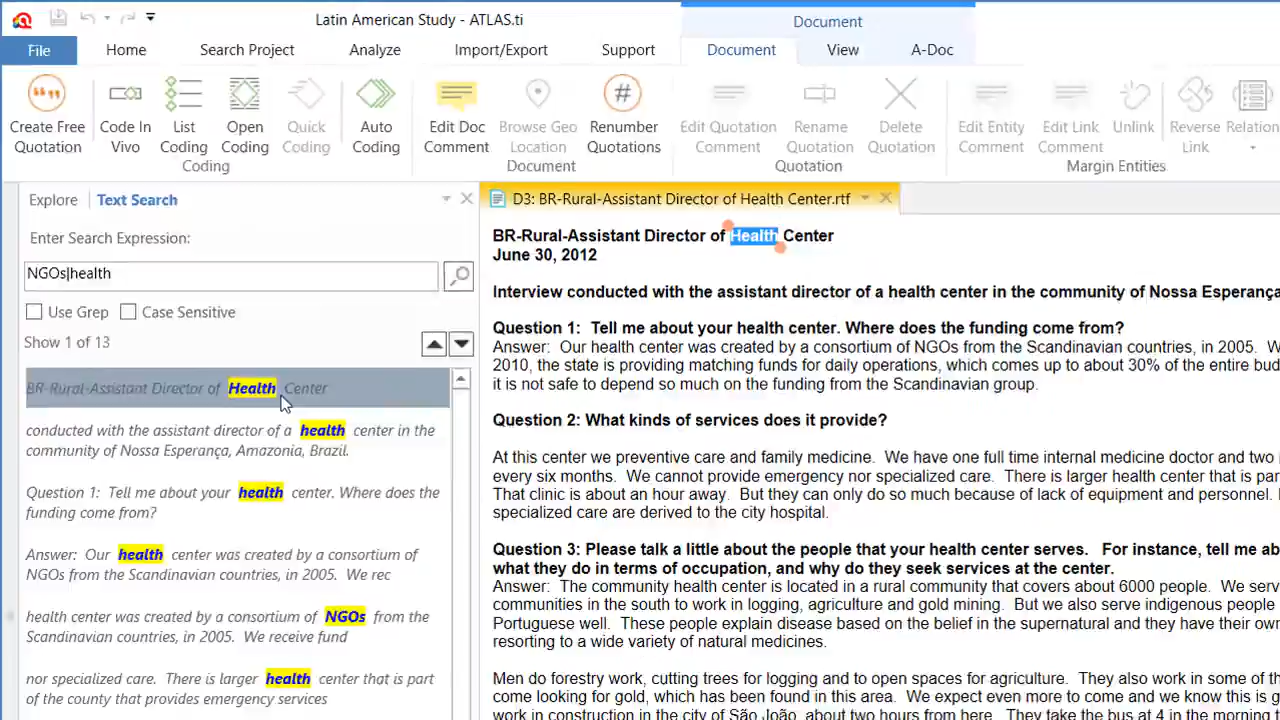 Latin American Study - ATLAS.ti
Document
File
Home
Search Project
Analyze
Import/Export
Support
Document
View
A-Doc
Create Free
Quotation
Code In
Vivo
List
Coding
Open
Coding
Quick
Coding
Coding
Auto
Coding
Edit Doc
Comment
Browse Geo
Location
#
Renumber
Quotations
Document
Edit Quotation
Comment
Rename
Quotation
Delete
Quotation
Quotation
Edit Entity
Comment
Edit Link
Comment
Unlink
Reverse
Link
Relation
Margin Entities
Explore
Text Search
Enter Search Expression:
NGOs|health
Use Grep
Case Sensitive
Show 1 of 13
BR-Rural-Assistant Director of Health Center
conducted with the assistant director of a health center in the
community of Nossa Esperança, Amazonia, Brazil.
Question 1: Tell me about your health center. Where does the
funding come from?
Answer: Our health center was created by a consortium of
NGOs from the Scandinavian countries, in 2005. We rec
health center was created by a consortium of NGOs from the
Scandinavian countries, in 2005. We receive fund
nor specialized care. There is larger health center that is part
of the county that provides emergency services
D3: BR-Rural-Assistant Director of Health Center.rtf
BR-Rural-Assistant Director of Health Center
June 30, 2012
Interview conducted with the assistant director of a health center in the community of Nossa Esperança
Question 1: Tell me about your health center. Where does the funding come from?
Answer: Our health center was created by a consortium of NGOs from the Scandinavian countries, in 2005. W
2010, the state is providing matching funds for daily operations, which comes up to about 30% of the entire bud
it is not safe to depend so much on the funding from the Scandinavian group.
Question 2: What kinds of services does it provide?
At this center we preventive care and family medicine. We have one full time internal medicine doctor and two
every six months. We cannot provide emergency nor specialized care. There is larger health center that is par
That clinic is about an hour away. But they can only do so much because of lack of equipment and personnel.
specialized care are derived to the city hospital.
Question 3: Please talk a little about the people that your health center serves. For instance, tell me ab
what they do in terms of occupation, and why do they seek services at the center.
Answer: The community health center is located in a rural community that covers about 6000 people. We serv
communities in the south to work in logging, agriculture and gold mining. But we also serve indigenous people
Portuguese well. These people explain disease based on the belief in the supernatural and they have their own
resorting to a wide variety of natural medicines.
Men do forestry work, cutting trees for logging and to open spaces for agriculture. They also work in some of th
come looking for gold, which has been found in this area. We expect even more to come and we know this is g
work in construction in the city of São João, about two hours from here. They take the bus at 4 in the morning t